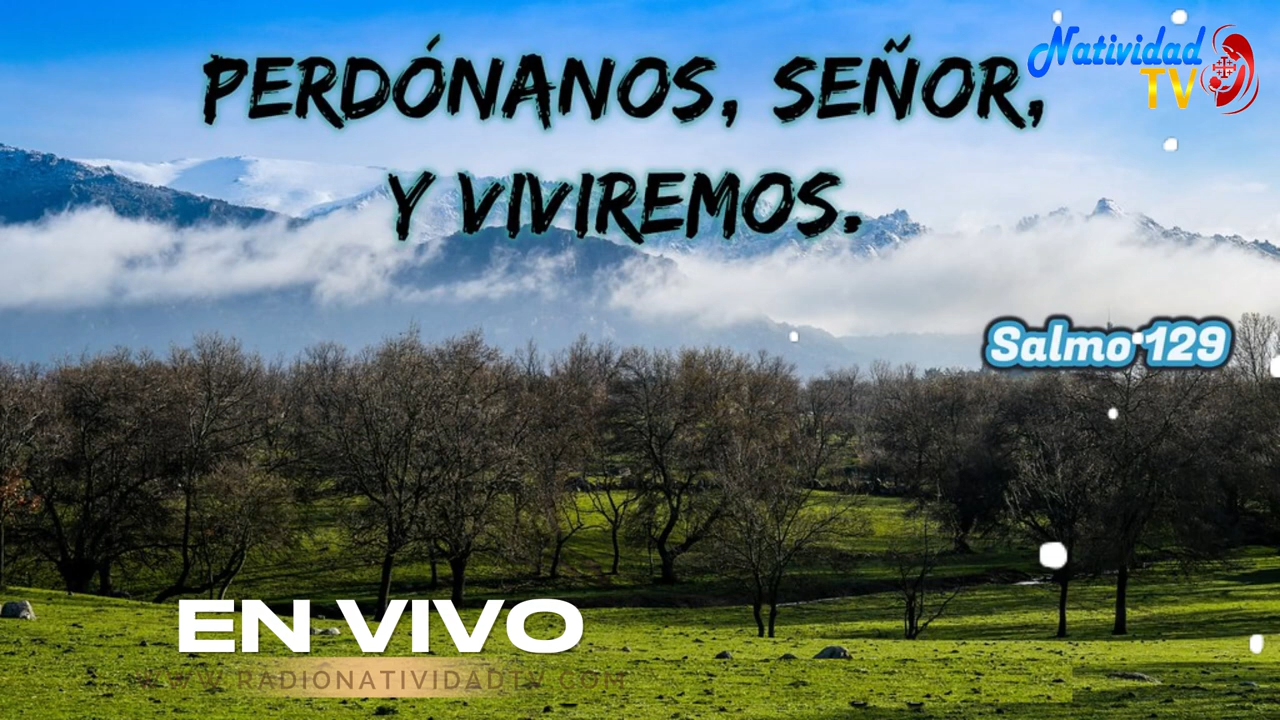 PERDÓNANOS, SEÑOR,
Y VIVIREMOS.
Natividad
TV
Salmo 129
EN VIVO
WWW.RADIONATIVIDADTV.COM